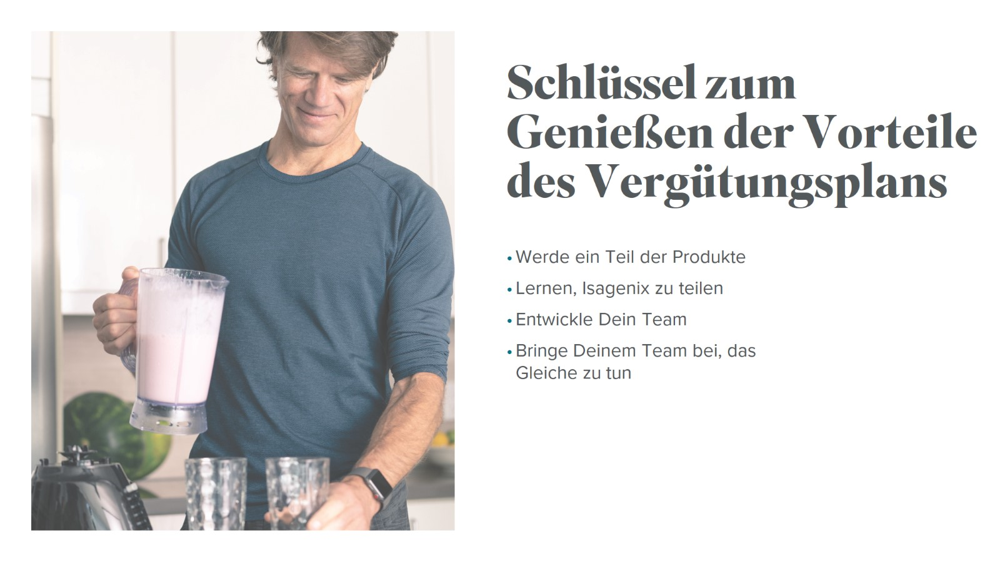 Schlüssel zum
Genießen der Vorteile
des Vergütungsplans
• Werde ein Teil der Produkte
• Lernen, Isagenix zu teilen
• Entwickle Dein Team
• Bringe Deinem Team bei, das
Gleiche zu tun